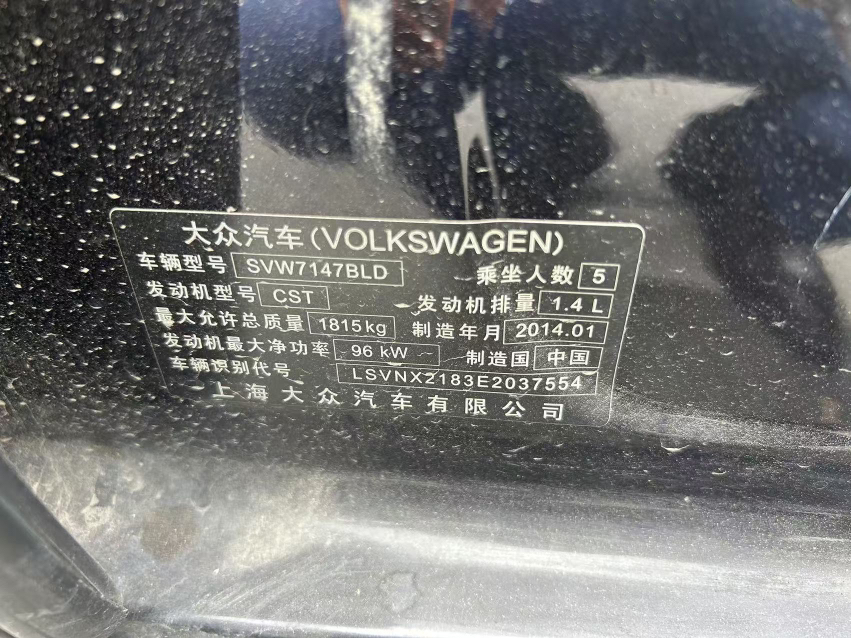 大众汽车(VOLKSWAGEN)
车辆型号 SVW7147BLD 乘坐人数 5
发动机型号 CST 发动机排量 1.4 L
最大允许总质量 1815kg 制造年月 2014.01
发动机最大净功率 96 kW 制造国 中国
车辆识别代号 LSVNX2183E2037554
上海大众汽车有限公司